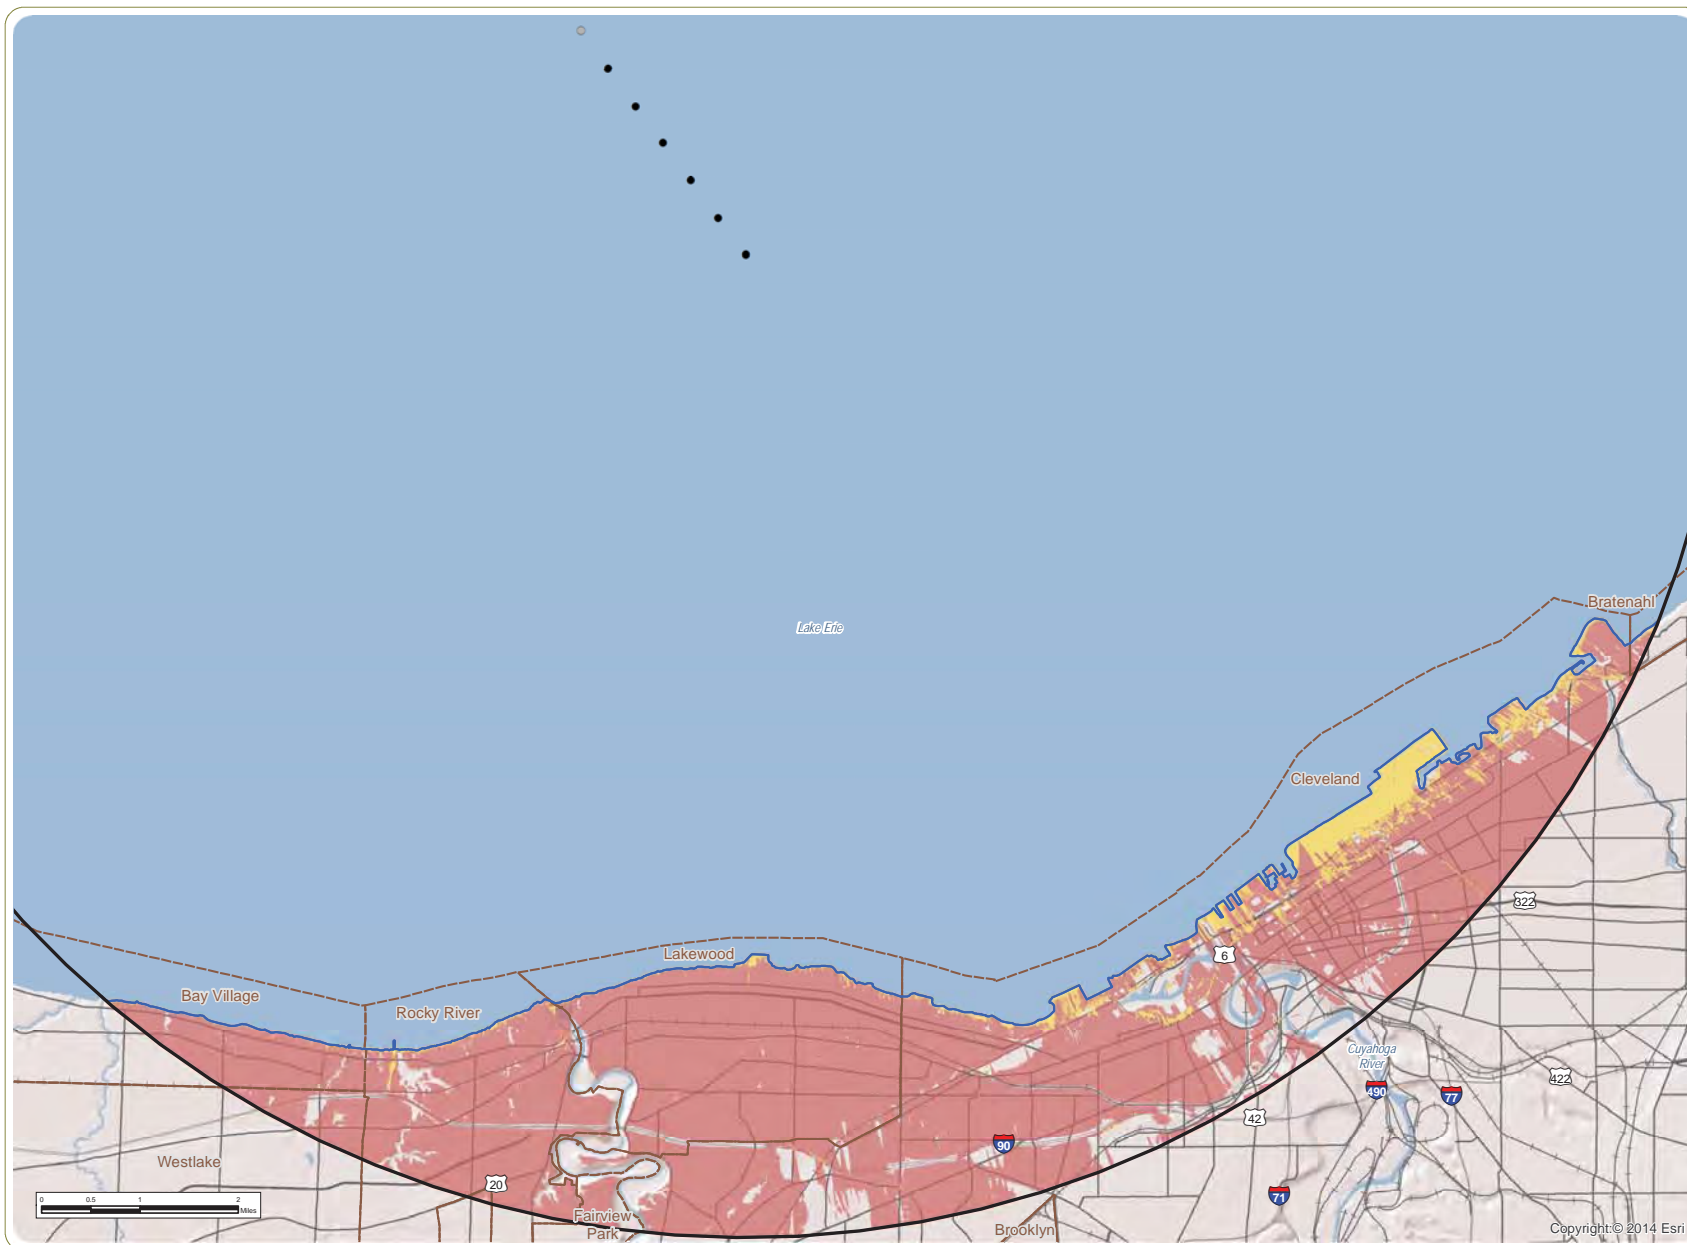 Lake Erie
Bratenahl
Cleveland
322
6
Lakewood
Bay Village
Rocky River
Cuyahoga
River
422
490
77
42
90
Westlake
20
71
0 0.5 1 2
Miles
Fairview
Park
Brooklyn
Copyright:© 2014 Esri